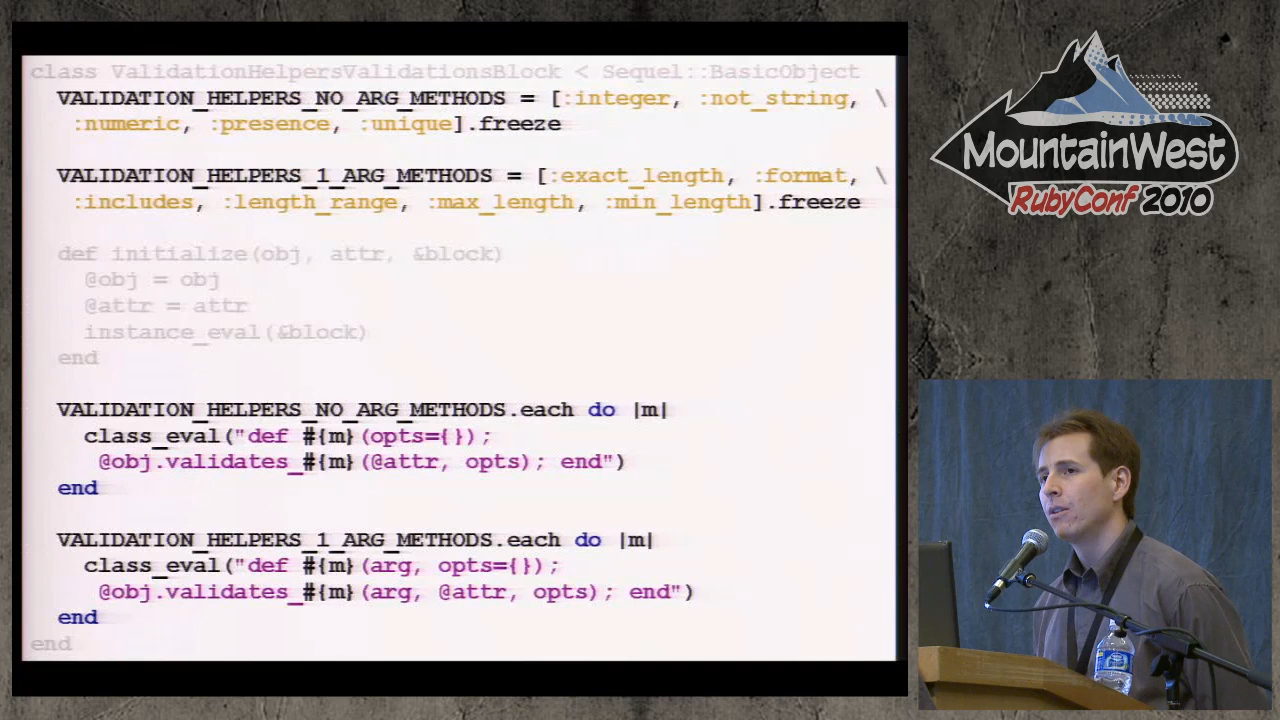 class ValidationHelpersValidationsBlock < Sequel::BasicObject
VALIDATION_HELPERS_NO_ARG_METHODS = [:integer, :not_string, \
:numeric, :presence, :unique].freeze
VALIDATION_HELPERS_1_ARG_METHODS = [:exact_length, :format, \
:includes, :length_range, :max_length, :min_length].freeze
def initialize(obj, attr, &block)
@obj = obj
@attr = attr
instance_eval(&block)
end
VALIDATION_HELPERS_NO_ARG_METHODS.each do |m|
class_eval("def #{m}(opts={});
@obj.validates_#{m}(@attr, opts); end")
end
VALIDATION_HELPERS_1_ARG_METHODS.each do |m|
class_eval("def #{m}(arg, opts={});
@obj.validates_#{m}(arg, @attr, opts); end")
end
end
MountainWest
RubyConf 2010